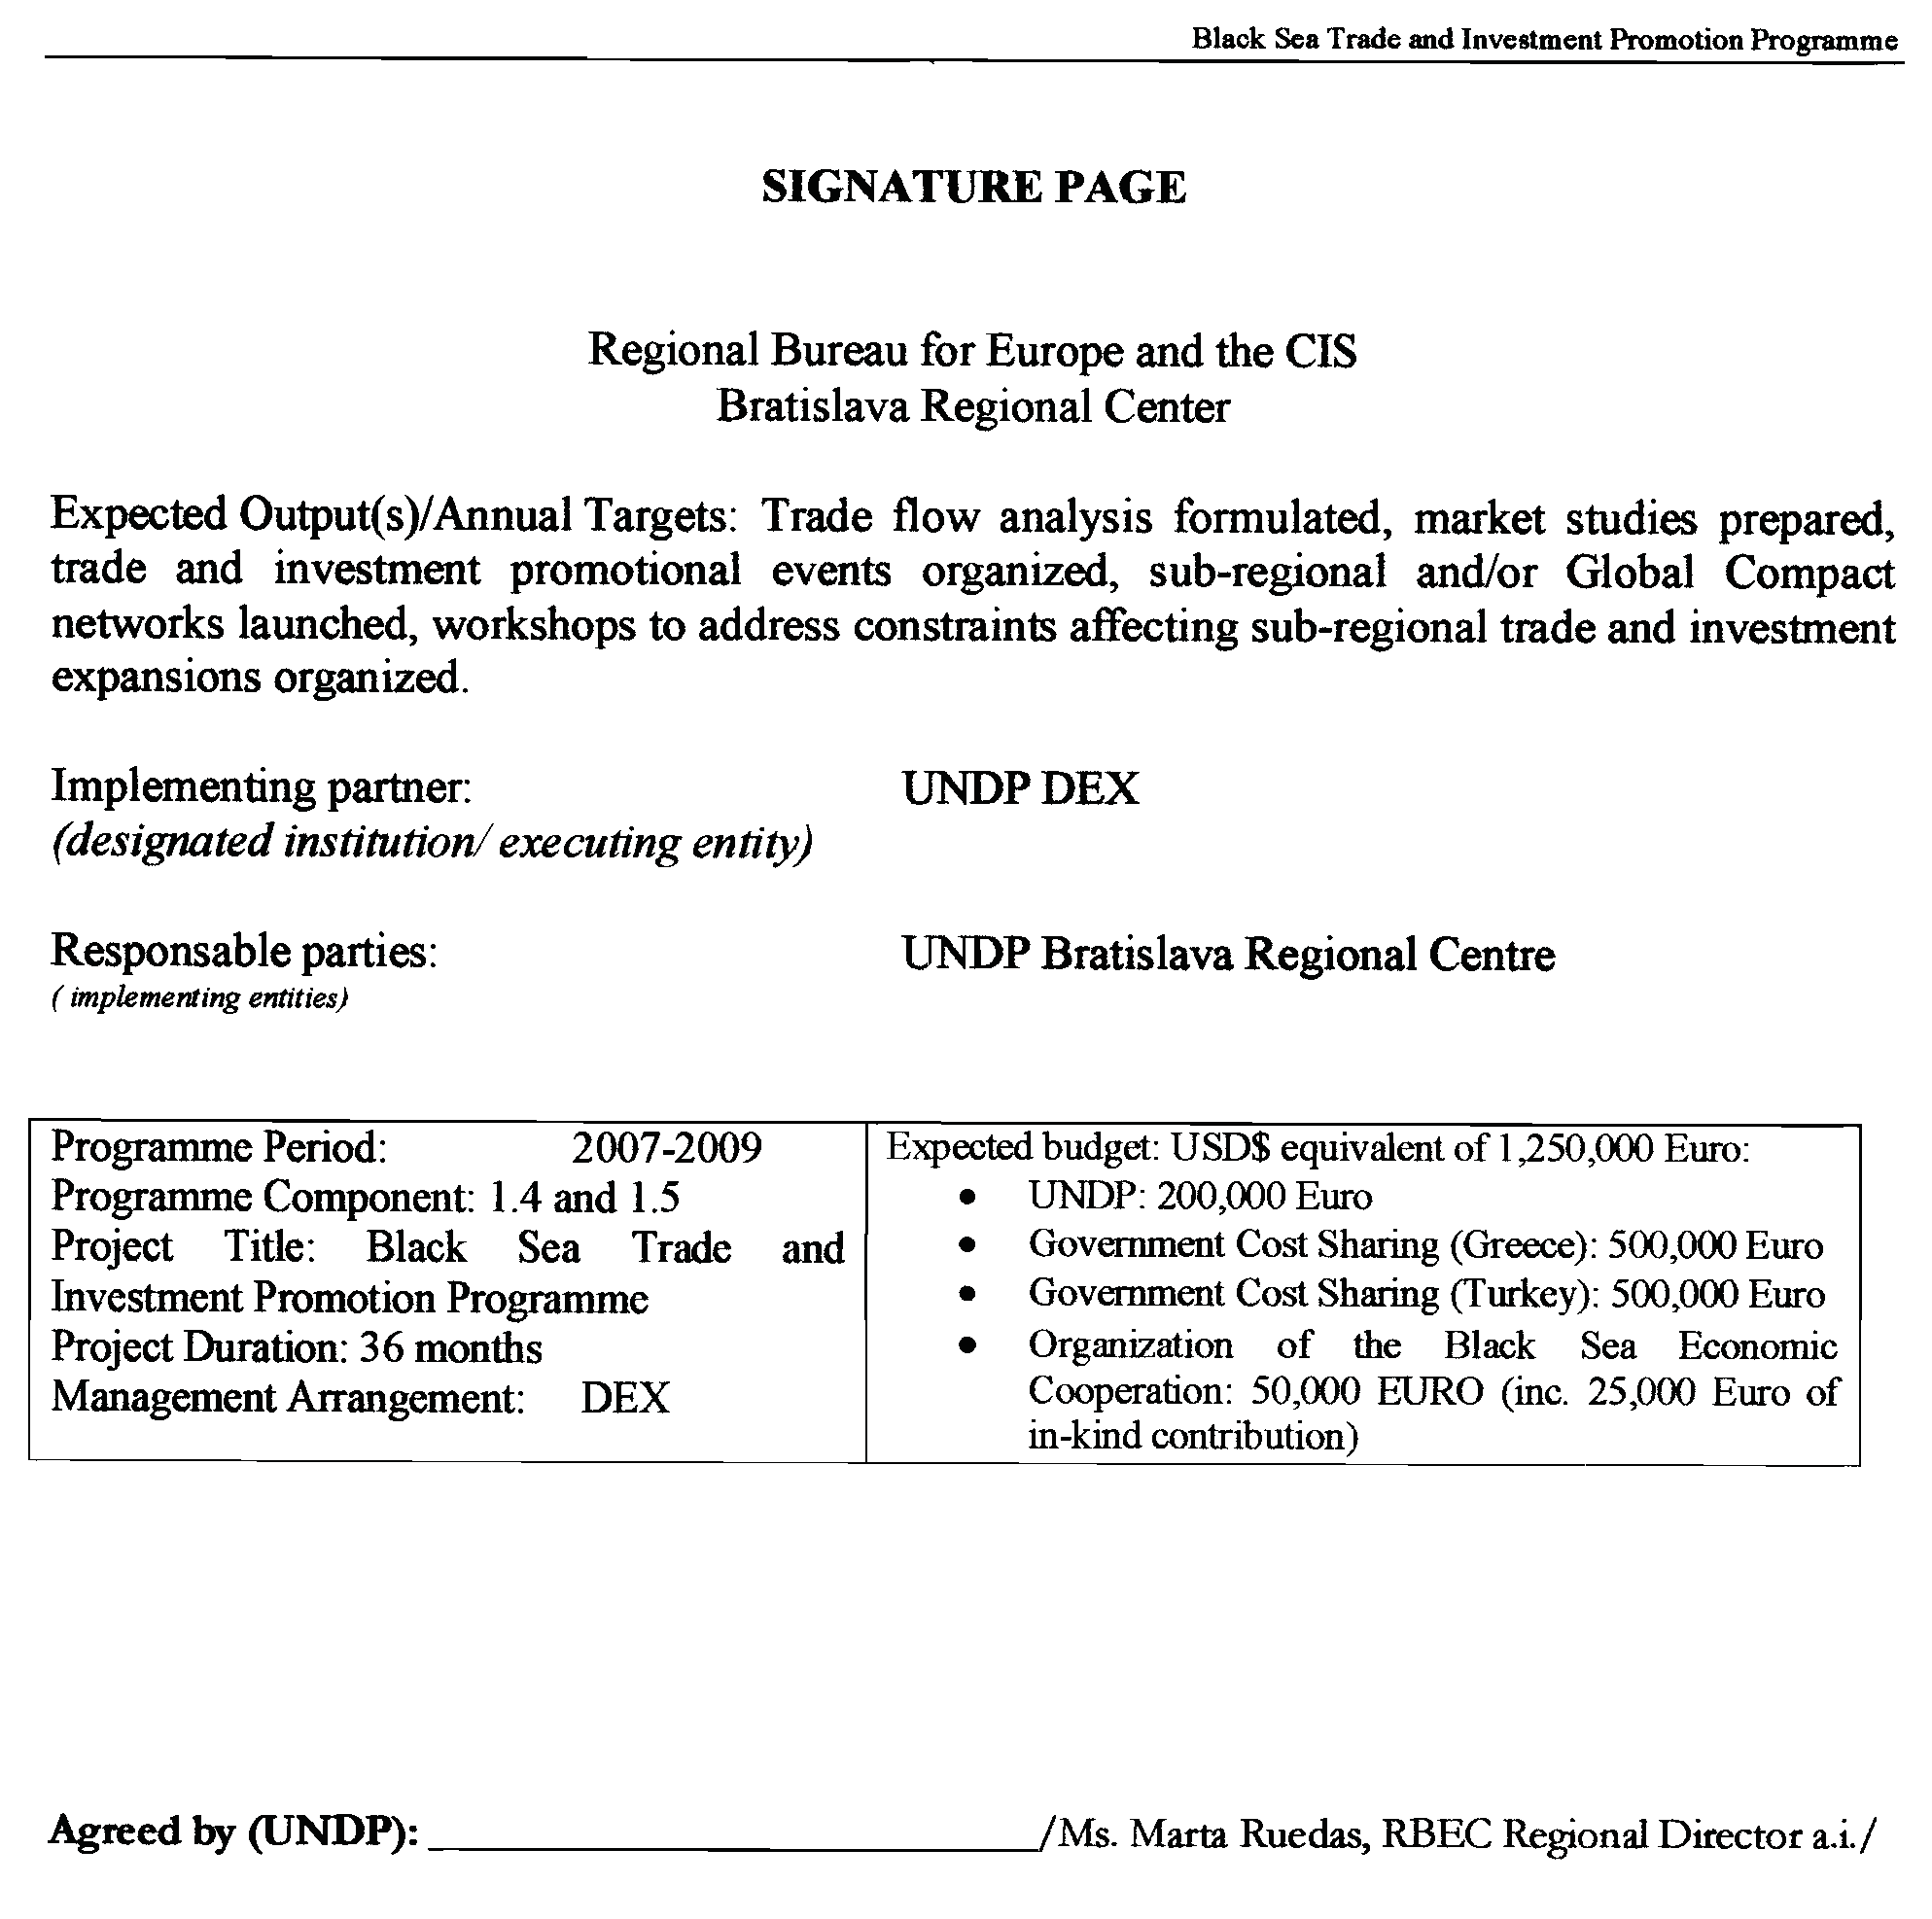 Black Sea Trade and Investment Promotion Programme
SIGNATURE PAGE
Regional Bureau for Europe and the CIS
Bratislava Regional Center
Expected Output(s)/Annual Targets: Trade flow analysis formulated, market studies prepared,
trade and investment promotional events organized, sub-regional and/or Global Compact
networks launched, workshops to address constraints affecting sub-regional trade and investment
expansions organized.
Implementing partner: UNDP DEX
(designated institution/ executing entity)
Responsable parties: UNDP Bratislava Regional Centre
( implementing entities)
Programme Period: 2007-2009
Programme Component: 1.4 and 1.5
Project Title: Black Sea Trade and
Investment Promotion Programme
Project Duration: 36 months
Management Arrangement: DEX
Expected budget: USD$ equivalent of 1,250,000 Euro:
• UNDP: 200,000 Euro
• Government Cost Sharing (Greece): 500,000 Euro
• Government Cost Sharing (Turkey): 500,000 Euro
• Organization of the Black Sea Economic
Cooperation: 50,000 EURO (inc. 25,000 Euro of
in-kind contribution)
Agreed by (UNDP): ____________________/Ms. Marta Ruedas, RBEC Regional Director a.i./